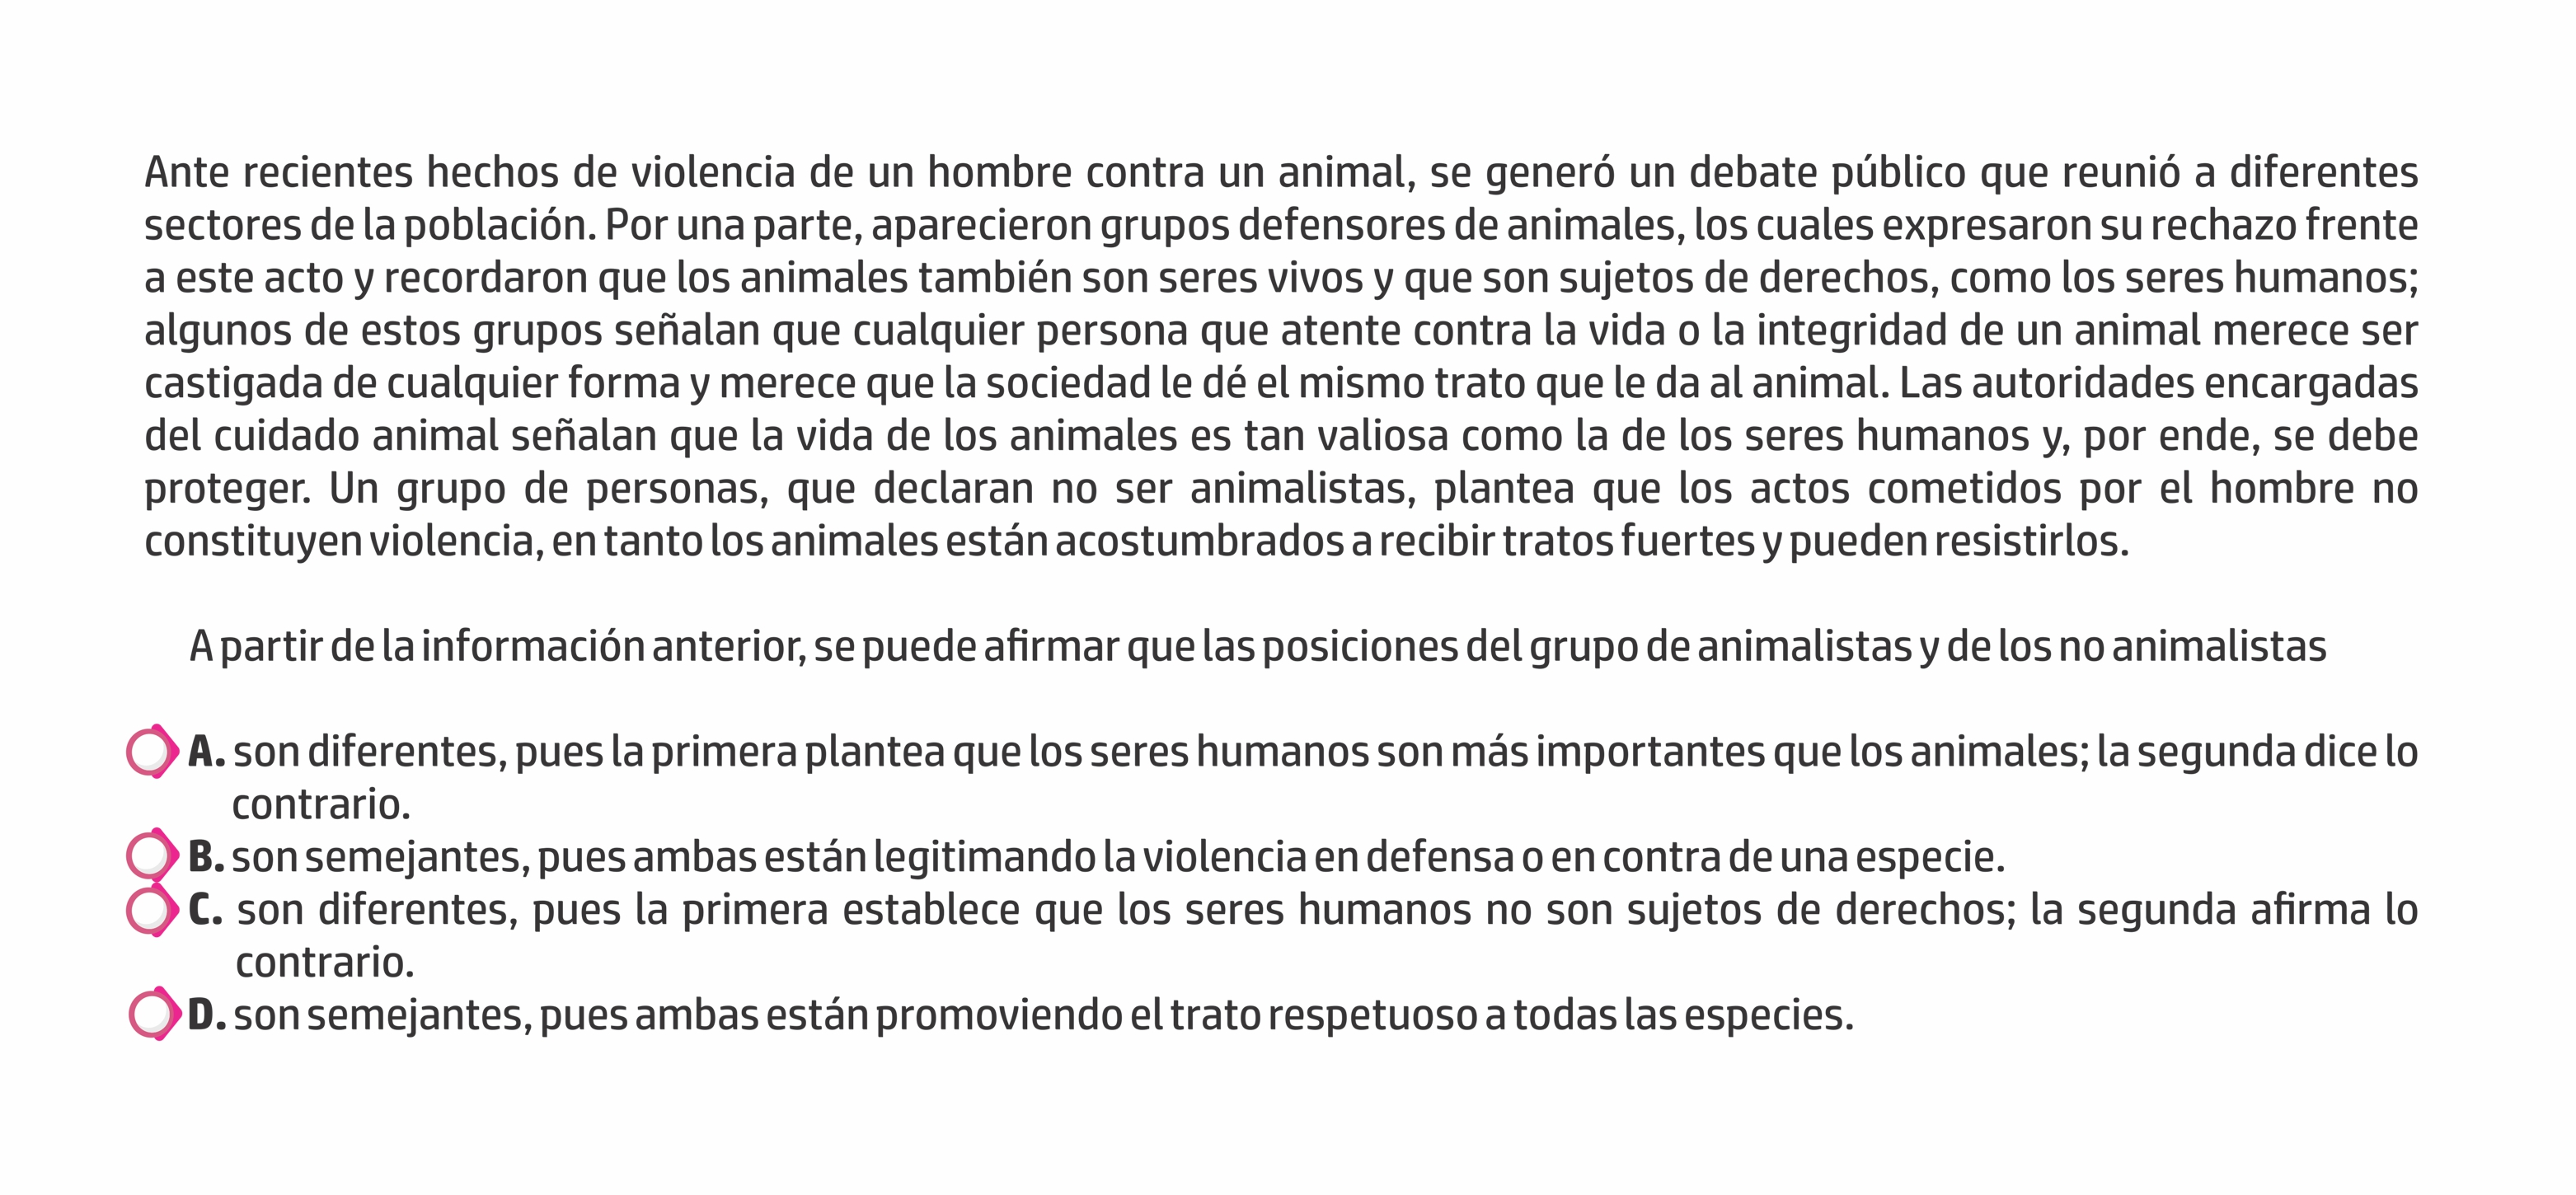 Ante recientes hechos de violencia de un hombre contra un animal, se generó un debate público que reunió a diferentes
sectores de la población. Por una parte, aparecieron grupos defensores de animales, los cuales expresaron su rechazo frente
a este acto y recordaron que los animales también son seres vivos y que son sujetos de derechos, como los seres humanos;
algunos de estos grupos señalan que cualquier persona que atente contra la vida o la integridad de un animal merece ser
castigada de cualquier forma y merece que la sociedad le dé el mismo trato que le da al animal. Las autoridades encargadas
del cuidado animal señalan que la vida de los animales es tan valiosa como la de los seres humanos y, por ende, se debe
proteger. Un grupo de personas, que declaran no ser animalistas, plantea que los actos cometidos por el hombre no
constituyen violencia, en tanto los animales están acostumbrados a recibir tratos fuertes y pueden resistirlos.
A partir de la información anterior, se puede afirmar que las posiciones del grupo de animalistas y de los no animalistas
A. son diferentes, pues la primera plantea que los seres humanos son más importantes que los animales; la segunda dice lo
contrario.
B. son semejantes, pues ambas están legitimando la violencia en defensa o en contra de una especie.
C. son diferentes, pues la primera establece que los seres humanos no son sujetos de derechos; la segunda afirma lo
contrario.
D. son semejantes, pues ambas están promoviendo el trato respetuoso a todas las especies.